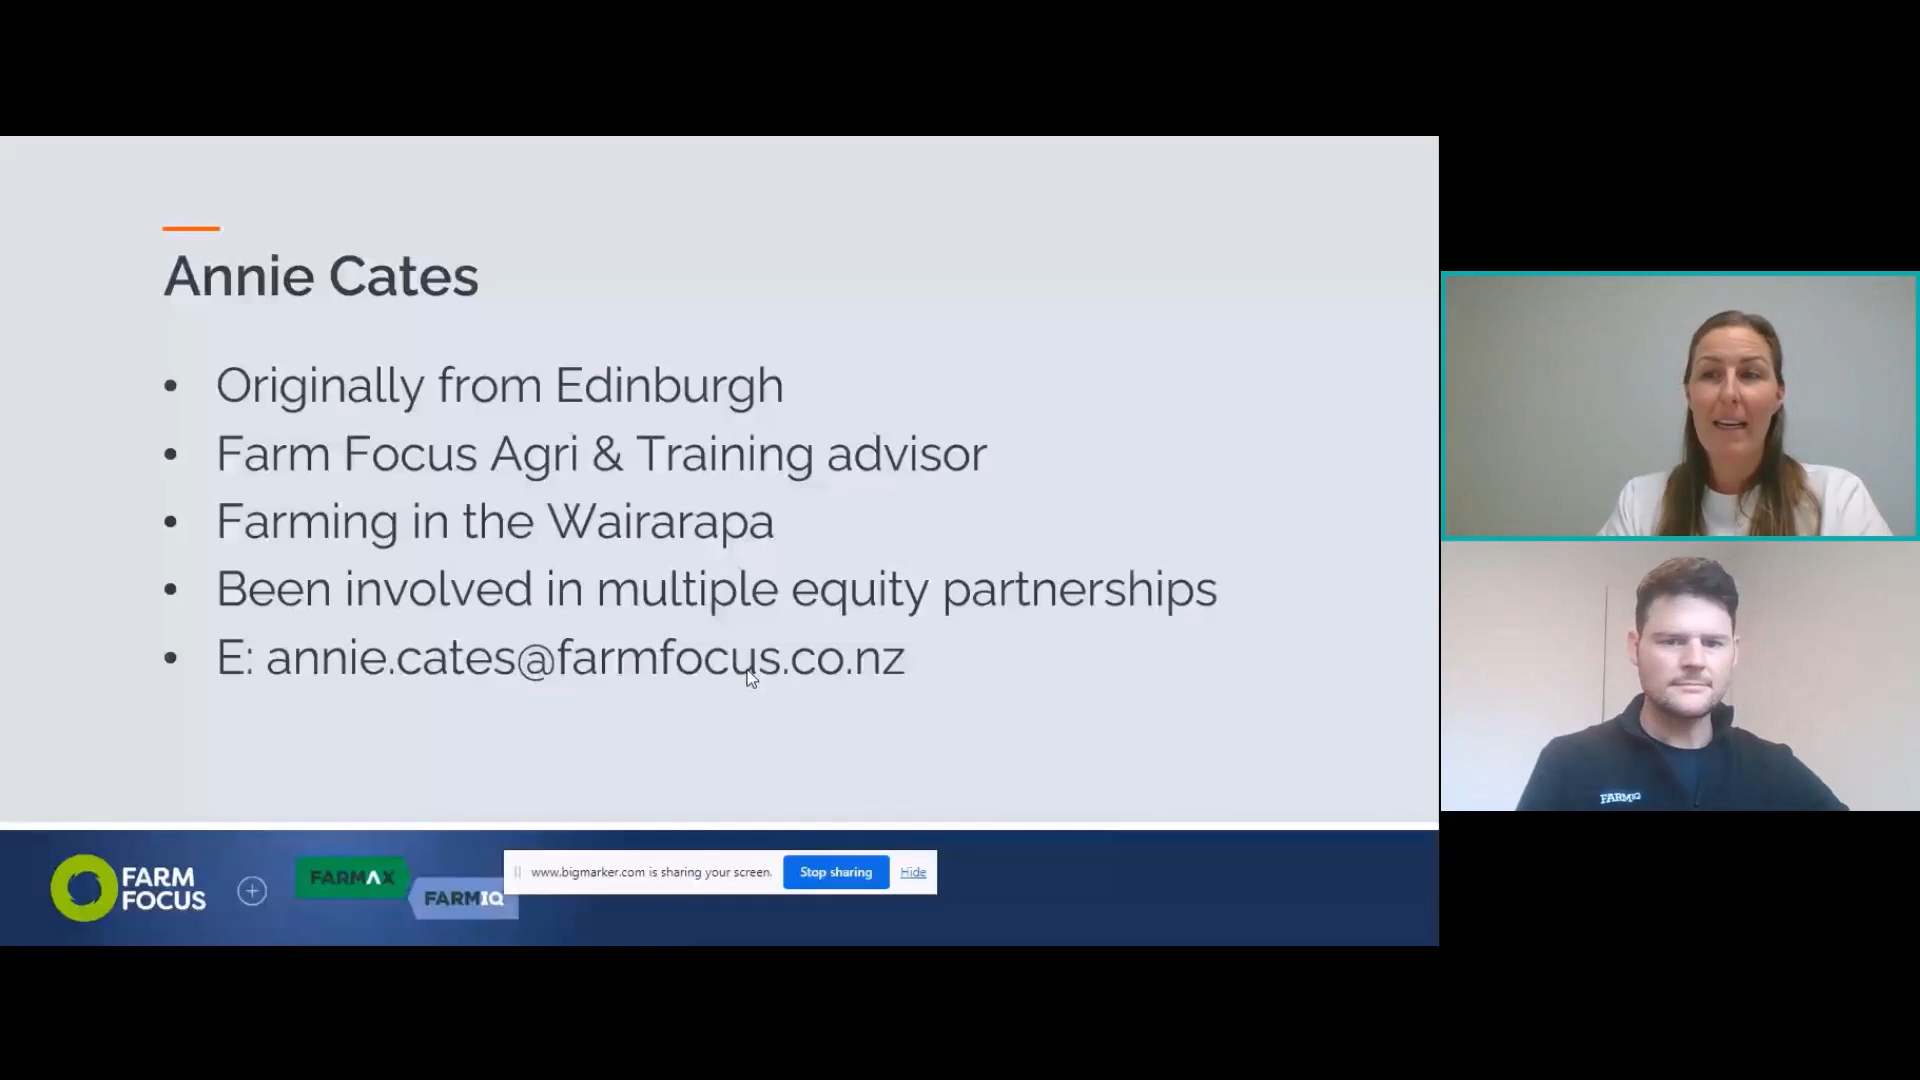 Annie Cates
• Originally from Edinburgh
• Farm Focus Agri & Training advisor
• Farming in the Wairarapa
• Been involved in multiple equity partnerships
• E: annie.cates@farmfocus.co.nz
FARMIQ
FARM
FOCUS
FARMAX
FARMIQ
www.bigmarker.com is sharing your screen.
Stop sharing
Hide